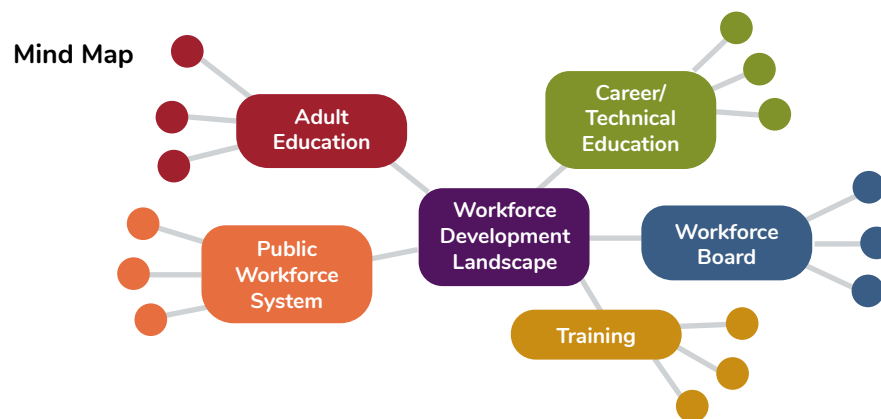 Mind Map
Adult
Education
Career/
Technical
Education
Workforce
Development
Landscape
Workforce
Board
Public
Workforce
System
Training